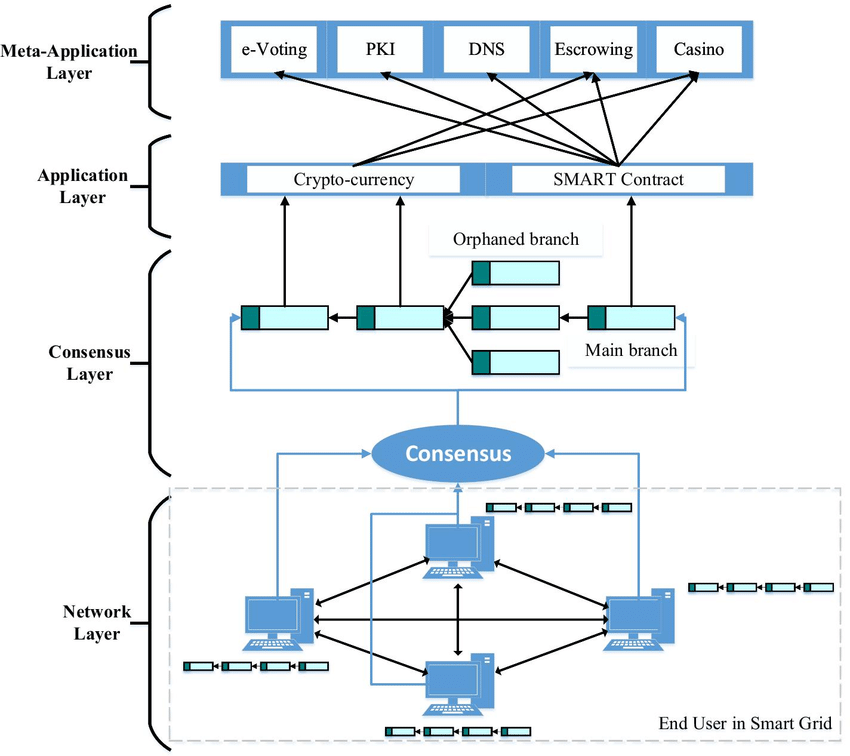 Meta-Application
Layer
e-Voting
PKI
DNS
Escrowing
Casino
Application
Layer
Crypto-currency
SMART Contract
Orphaned branch
Main branch
Consensus
Layer
Consensus
Network
Layer
End User in Smart Grid